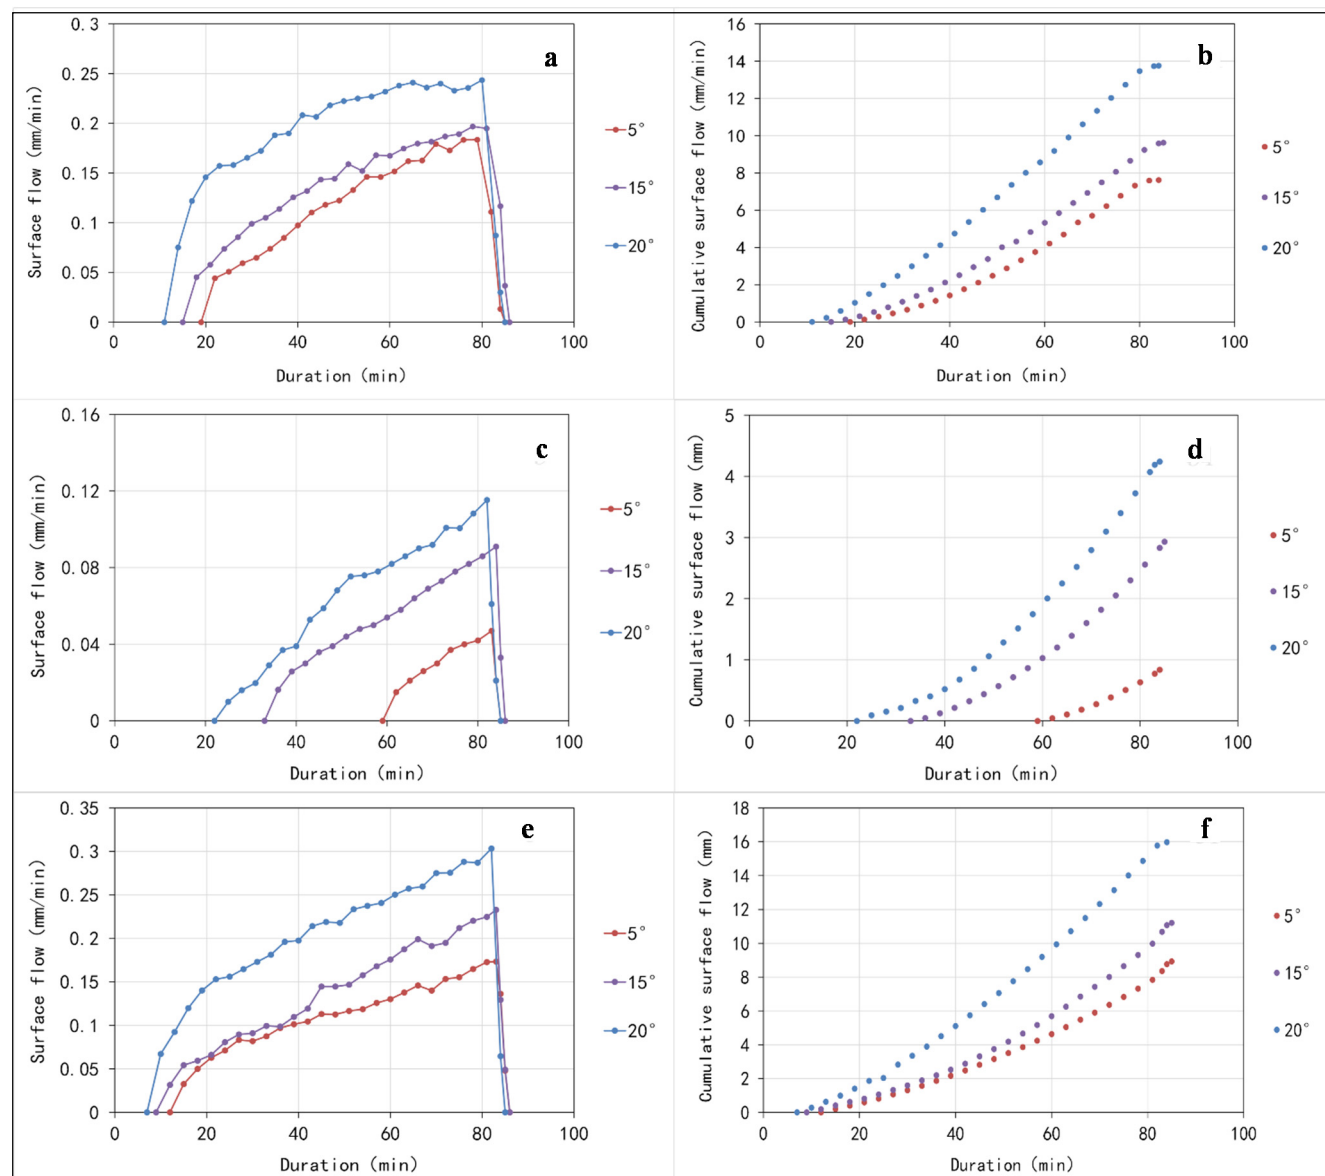 a
0.3
0.25
0.2
0.15
0.1
0.05
0
0 20 40 60 80 100
Surface flow (mm/min)
Duration (min)
5°
15°
20°
b
16
14
12
10
8
6
4
2
0
0 20 40 60 80 100
Cumulative surface flow (mm/min)
Duration (min)
5°
15°
20°
c
0.16
0.12
0.08
0.04
0
0 20 40 60 80 100
Surface flow (mm/min)
Duration (min)
5°
15°
20°
d
5
4
3
2
1
0
0 20 40 60 80 100
Cumulative surface flow (mm)
Duration (min)
5°
15°
20°
e
0.35
0.3
0.25
0.2
0.15
0.1
0.05
0
0 20 40 60 80 100
Surface flow (mm/min)
Duration (min)
5°
15°
20°
f
18
16
14
12
10
8
6
4
2
0
0 20 40 60 80 100
Cumulative surface flow (mm)
Duration (min)
5°
15°
20°